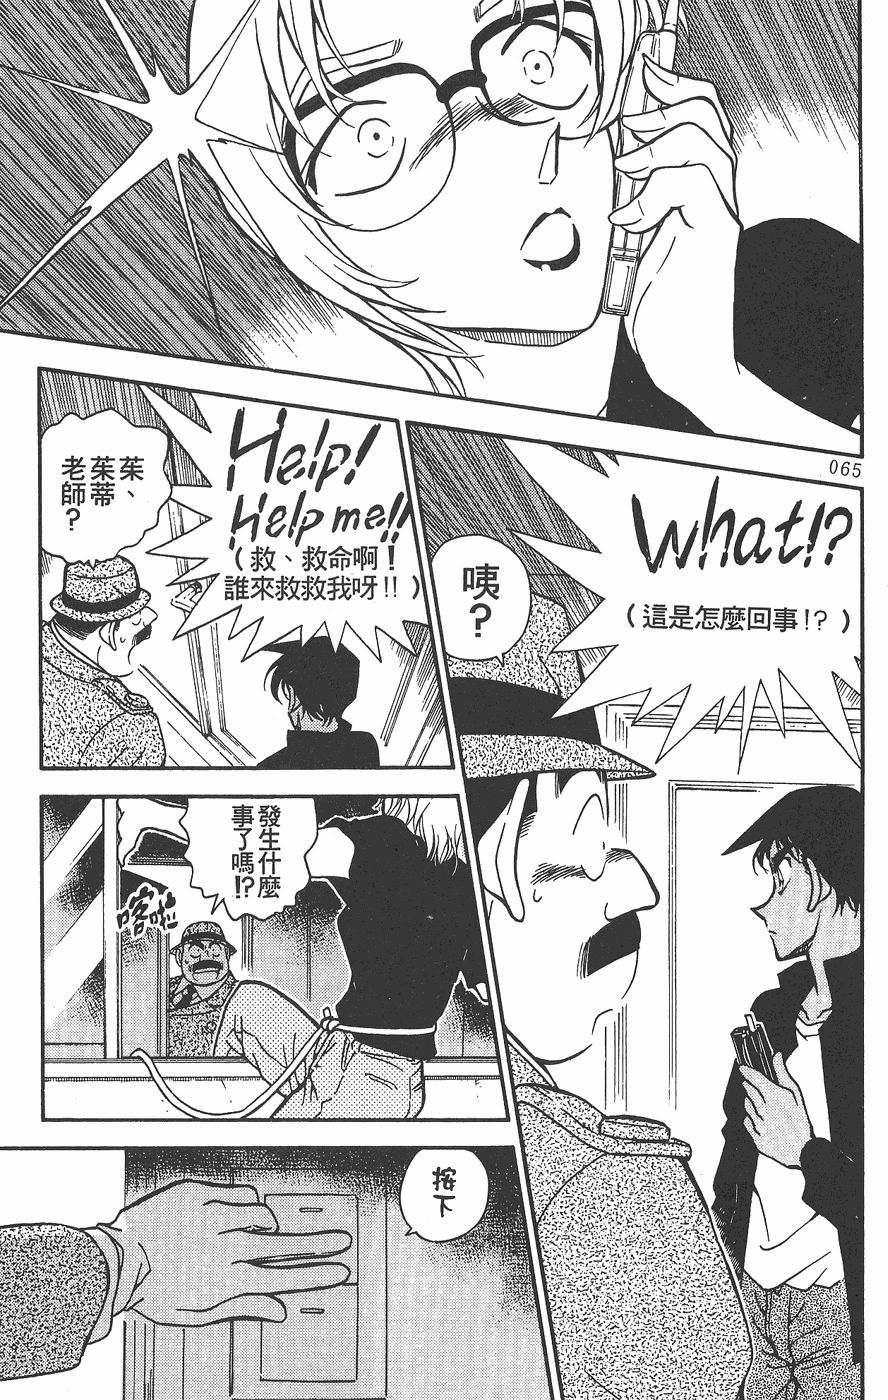 065
What!?
(這是怎麼回事!?)
咦?
Help!
Help me!!
(救、救命啊!
誰來救救我呀!!)
茱、
茱蒂
老師?
發生什麼
事了嗎!?
喀啦
按下